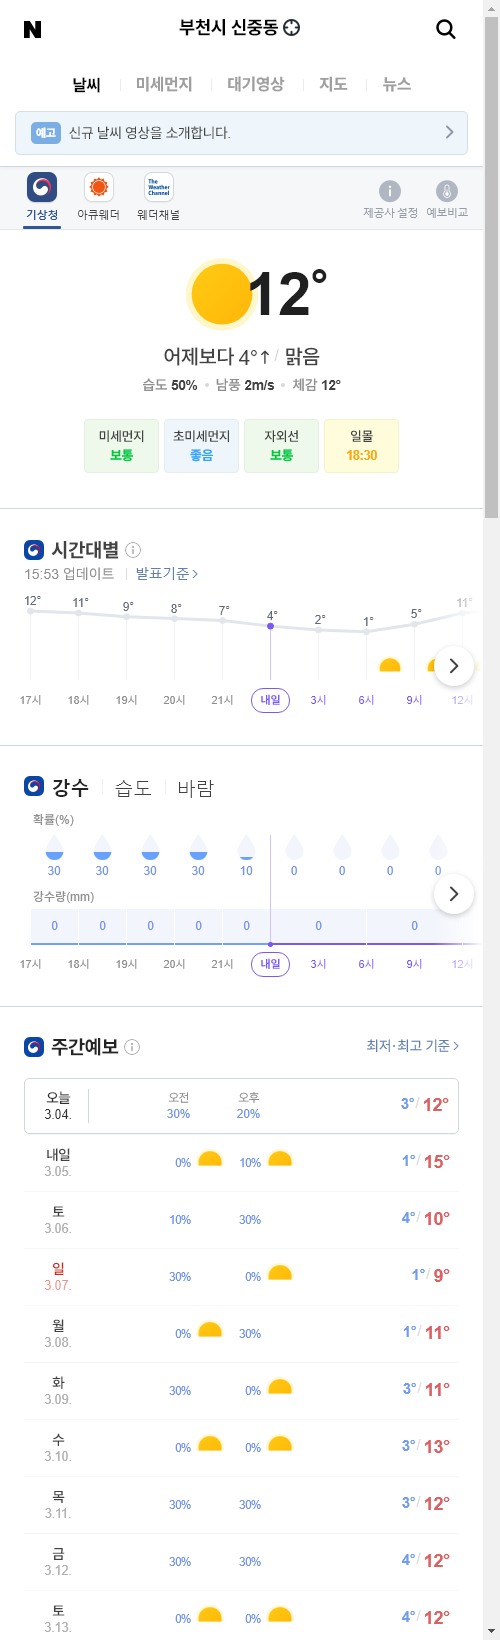 N 부천시 신중동
날씨 미세먼지 대기영상 지도 뉴스
예고 신규 날씨 영상을 소개합니다.
The Weather Channel
기상청 아큐웨더 웨더채널 제공사 설정 예보비교
12°
어제보다 4°↑ / 맑음
습도 50% • 남풍 2m/s • 체감 12°
미세먼지 초미세먼지 자외선 일몰
보통 좋음 보통 18:30
시간대별
15:53 업데이트 발표기준 >
12° 11° 9° 8° 7° 4° 2° 1° 5° 11°
17시 18시 19시 20시 21시 내일 3시 6시 9시 12시
강수 습도 바람
확률(%)
30 30 30 30 10 0 0 0 0
강수량(mm)
0 0 0 0 0 0 0
17시 18시 19시 20시 21시 내일 3시 6시 9시 12시
주간예보 최저·최고 기준 >
오늘 오전 오후
3.04. 30% 20% 3° / 12°
내일
3.05. 0% 10% 1° / 15°
토
3.06. 10% 30% 4° / 10°
일
3.07. 30% 0% 1° / 9°
월
3.08. 0% 30% 1° / 11°
화
3.09. 30% 0% 3° / 11°
수
3.10. 0% 0% 3° / 13°
목
3.11. 30% 30% 3° / 12°
금
3.12. 30% 30% 4° / 12°
토
3.13. 0% 0% 4° / 12°